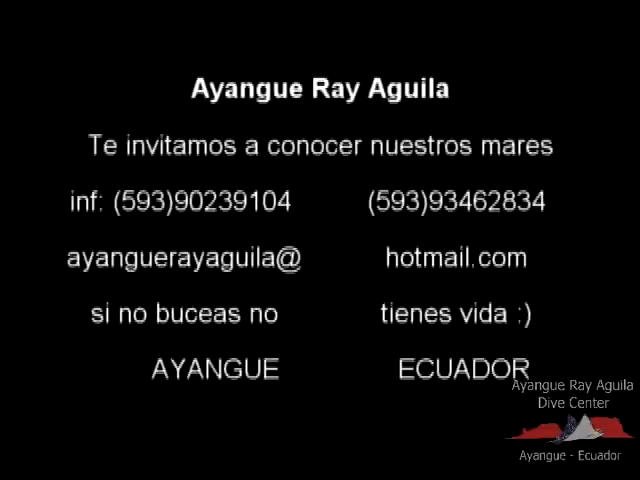 Ayangue Ray Aguila
Te invitamos a conocer nuestros mares
inf: (593)90239104 (593)93462834
ayanguerayaguila@ hotmail.com
si no buceas no tienes vida :)
AYANGUE ECUADOR
Ayangue Ray Aguila
Dive Center
Ayangue - Ecuador